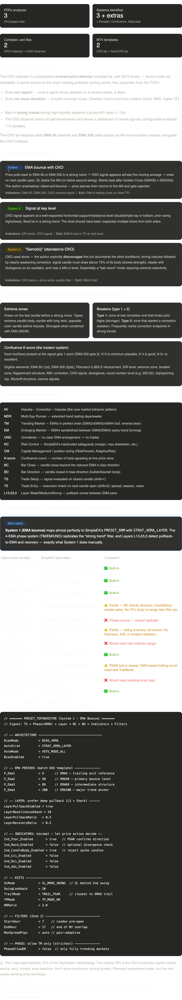 PDFs analyzed
3
243 pages total
Systems identified
3 + extras
+ Breaker, Confluence, Staircase
Compiled .ex4 files
2
OXO-Indicator + OXO-Scanner
MT4 templates
2
OXO.tpl + ScanOXO.tpl
The OXO-Indicator is a proprietary reversal-point detector compiled as .ex4 (MT4 binary — source code not
available). It paints arrows on the chart marking probable turning points. Key properties from the PDFs:
• Does not repaint — once a signal arrow appears on a closed candle, it stays.
• Does not show direction — it marks reversal zones. Direction must come from context (trend, EMA, higher TF).
• Best in strong trends during high-liquidity sessions (London/NY open ± 1.5h).
• The OXO-Scanner scans all pairs/timeframes and shows a dashboard of recent signals (configurable lookback:
1–3 candles).
The OXO.tpl template adds EMA 50 (dashed) and EMA 200 (solid purple) as the trend-context overlays alongside
the OXO indicator.
System
1
EMA bounce with OXO
Price pulls back to EMA 50 or EMA 200 in a strong trend → OXO signal appears at/near the moving average → enter
on next candle open. SL below the MA (or below second swing). Works best after Golden Cross (EMA50 × EMA200).
The author emphasizes retest-and-bounce — price pierces then returns to the MA and gets rejected.
Indicators: EMA 50, EMA 200, OXO reversal signal | Exit: EMA 9 trailing close (or fixed TP)
System 2 Signal at key level
OXO signal appears at a well-respected horizontal support/resistance level (double/triple top or bottom, prior swing
highs/lows). Must be in a strong trend. The level should have been respected multiple times from both sides.
Indicators: S/R levels, OXO signal | Exit: EMA 9 trail or TP at next level
System 3 "Samobój" (standalone OXO)
OXO used alone — the author explicitly discourages this but documents the strict conditions: strong impulse followed
by clearly weakening correction, signal candle must close above 75% of its body (shows strength), ideally with
divergence on an oscillator, and near a MA or level. Essentially a "last resort" mode requiring extreme selectivity.
Indicators: OXO alone + price action quality filter | Exit: EMA 9 trail
Extreme zones
Drawn on the last candle before a strong move. Types:
extreme candle body, candle with long wick, opposite-
color candle before impulse. Strongest when combined
with EMA 200/50.
Breakers (type 1 + 2)
Type 1: zone at last correction end that broke prior
highs (stronger). Type 2: zone that started a correction
(weaker). Frequently marks correction endpoints in
strong trends.
Confluence K-score (the modern system)
Each tool/level present at the signal gets 1 point (EMA 200 gets 2). K-3 is minimum playable, K-4 is good, K-5+ is
excellent.
Eligible elements: EMA 50 (1pt), EMA 200 (2pts), Fibonacci 0.38/0.5 retracement, S/R level, extreme zone, breaker
zone, flag/pennant structure, ABC correction, OXO signal, divergence, round number level (e.g. 200.00), doji/spinning
top, Wyckoff structure, volume signals.
IKI Impulse – Correction – Impulse (the core market behavior pattern)
MDR Multi-Day Runner — extended trend lasting days/weeks
TM Trending Market — EMAs in perfect order (EMA2>EMA3>EMA4 bull, reverse bear)
EM Emerging Market — EMA4 sandwiched between EMA2/EMA3 (early trend forming)
UNO Unordered — no clear EMA arrangement → no trades
RC Risk Control — SimpleEA's hardcoded safeguards (margin, max drawdown, etc.)
CM Capital Management / position sizing (RiskPercent, AdaptiveRisk)
K-score Confluence count — number of tools agreeing at one price zone
BC Bar Close — candle close beyond the relevant EMA in bias direction
BD Bar Direction — candle closed in bias direction (bullish/bearish body)
TS Trade Setup — signal evaluated on closed candle (shift=1)
TE Trade Entry — execution check on next candle open (shift=0): spread, session, news
L1/L2/L3 Layer Weak/Medium/Strong — pullback zones between EMA pairs
Best match
System 1 (EMA bounce) maps almost perfectly to SimpleEA's PRESET_RRM with STRAT_4EMA_LAYER. The
4-EMA phase system (TM/EM/UNO) replicates the "strong trend" filter, and Layers L1/L2/L3 detect pullback-
to-EMA and recovery — exactly what System 1 does manually.
TopInvestor concept SimpleEA equivalent Codeable?
✅ Built-in
✅ Built-in
✅ Built-in
⚠️ Partial — BD checks direction, CandleBody
checks spike. No 75% body-to-range ratio filter yet.
❌ Closed source — cannot replicate
⚠️ Partial — voting is binary, not scored. No
Fibonacci, S/R, or breaker detection.
❌ Would need new indicator plugin
✅ Built-in
⚠️ PSAR trail is closest. EMA-based trailing would
need new TrailMode.
❌ Would need pending-order logic
✅ Built-in
// ═══════ PRESET_TOPINVESTOR (System 1 — EMA Bounce) ═══════
// Signal: TS = Phase(4EMA) × Layer × BC × BD × Indicators × Filters
// —— ARCHITECTURE ————————————————————
BiasMode = BIAS_4EMA
AutoStrat = STRAT_4EMA_LAYER
VoteMode = VOTE_MODE_ALL
BiasEnabled = true
// —— EMA PERIODS (match OXO template) ——————————
P_Ema1 = 9 // EMA9 — trailing exit reference
P_Ema2 = 50 // EMA50 — primary bounce level
P_Ema3 = 89 // EMA89 — intermediate structure
P_Ema4 = 200 // EMA200 — major trend anchor
// —— LAYER: prefer deep pullback (L3 = Shark) ————
LayerPullbackEnabled = true
LayerBaselineLookback = 10
LayerPullbackRatio = 0.5
LayerRecoveryRatio = 0.3
// —— INDICATORS: minimal — let price action decide ——
Ind_Psar_Enabled = true // PSAR confirms direction
Ind_Macd_Enabled = false // optional divergence check
Ind_CandleBody_Enabled = true // reject spike candles
Ind_Cci_Enabled = false
Ind_Rsi_Enabled = false
Ind_Adx_Enabled = false
// —— EXITS ————————————————————————
SLMode = SL_MODE_SWING // SL behind 2nd swing
SwingLookback = 20
TrailMode = TRAIL_PSAR // closest to EMA9 trail
TPMode = TP_MODE_RR
RRRatio = 2.0
// —— FILTERS (Zone 2) ———————————————————
StartHour = 7 // London pre-open
EndHour = 17 // end of NY overlap
MaxSpreadPips = auto // pair-adaptive
// —— PHASE: allow TM only (strictest) ——————————
PhaseAllowEM = false // only fully trending markets
This maps approximately 70% of the TopInvestor methodology. The missing 30% is the OXO proprietary signal (closed-
source .ex4), breaker zone detection, the K-score confluence scoring system, Fibonacci retracement levels, and the mid-
candle pending entry technique.